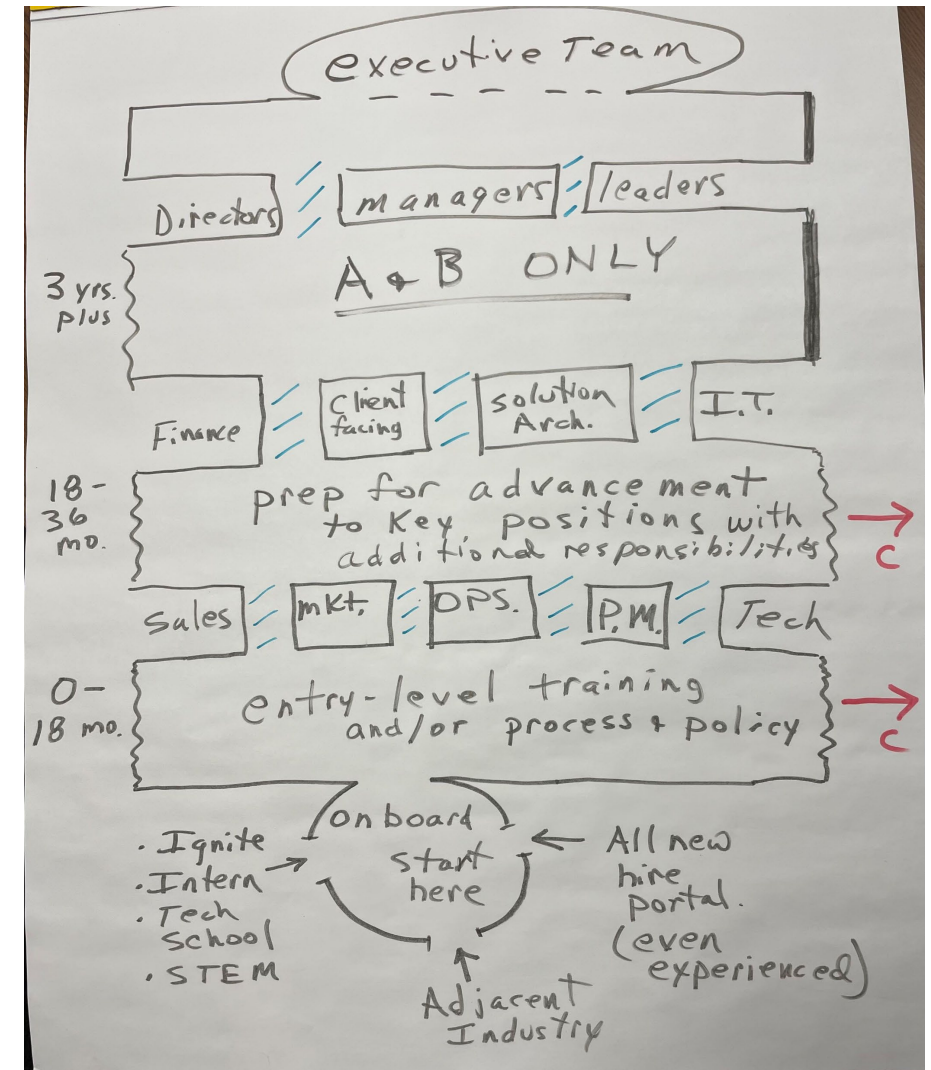 executive Team
Directors
managers
leaders
A & B ONLY
3 yrs.
plus
Finance
Client
facing
Solution
Arch.
I.T.
18-
36
mo.
prep for advancement
to Key positions with
additional responsibilities
C
Sales
mkt.
OPS.
P.M.
Tech
0-
18 mo.
entry-level training
and/or process & policy
C
onboard
start
here
• Ignite
• Intern
• Tech
School
• STEM
All new
hire
portal.
(even
experienced)
Adjacent
Industry